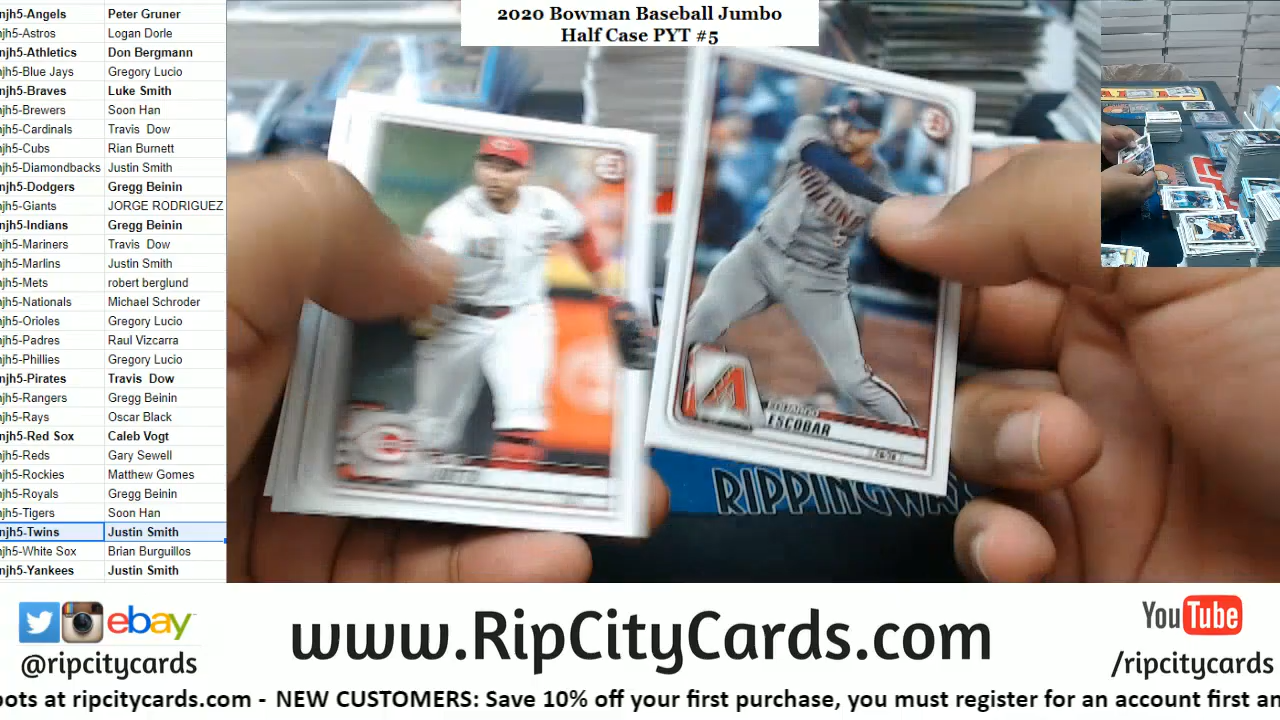 2020 Bowman Baseball Jumbo
Half Case PYT #5
njh5-Angels Peter Gruner
njh5-Astros Logan Dorle
njh5-Athletics Don Bergmann
njh5-Blue Jays Gregory Lucio
njh5-Braves Luke Smith
njh5-Brewers Soon Han
njh5-Cardinals Travis Dow
njh5-Cubs Rian Burnett
njh5-Diamondbacks Justin Smith
njh5-Dodgers Gregg Beinin
njh5-Giants JORGE RODRIGUEZ
njh5-Indians Gregg Beinin
njh5-Mariners Travis Dow
njh5-Marlins Justin Smith
njh5-Mets robert berglund
njh5-Nationals Michael Schroder
njh5-Orioles Gregory Lucio
njh5-Padres Raul Vizcarra
njh5-Phillies Gregory Lucio
njh5-Pirates Travis Dow
njh5-Rangers Gregg Beinin
njh5-Rays Oscar Black
njh5-Red Sox Caleb Vogt
njh5-Reds Gary Sewell
njh5-Rockies Matthew Gomes
njh5-Royals Gregg Beinin
njh5-Tigers Soon Han
njh5-Twins Justin Smith
njh5-White Sox Brian Burguillos
njh5-Yankees Justin Smith
EDUARDO
ESCOBAR
RIPPINGWAX
ebay
@ripcitycards
www.RipCityCards.com
YouTube
/ripcitycards
pots at ripcitycards.com - NEW CUSTOMERS: Save 10% off your first purchase, you must register for an account first an